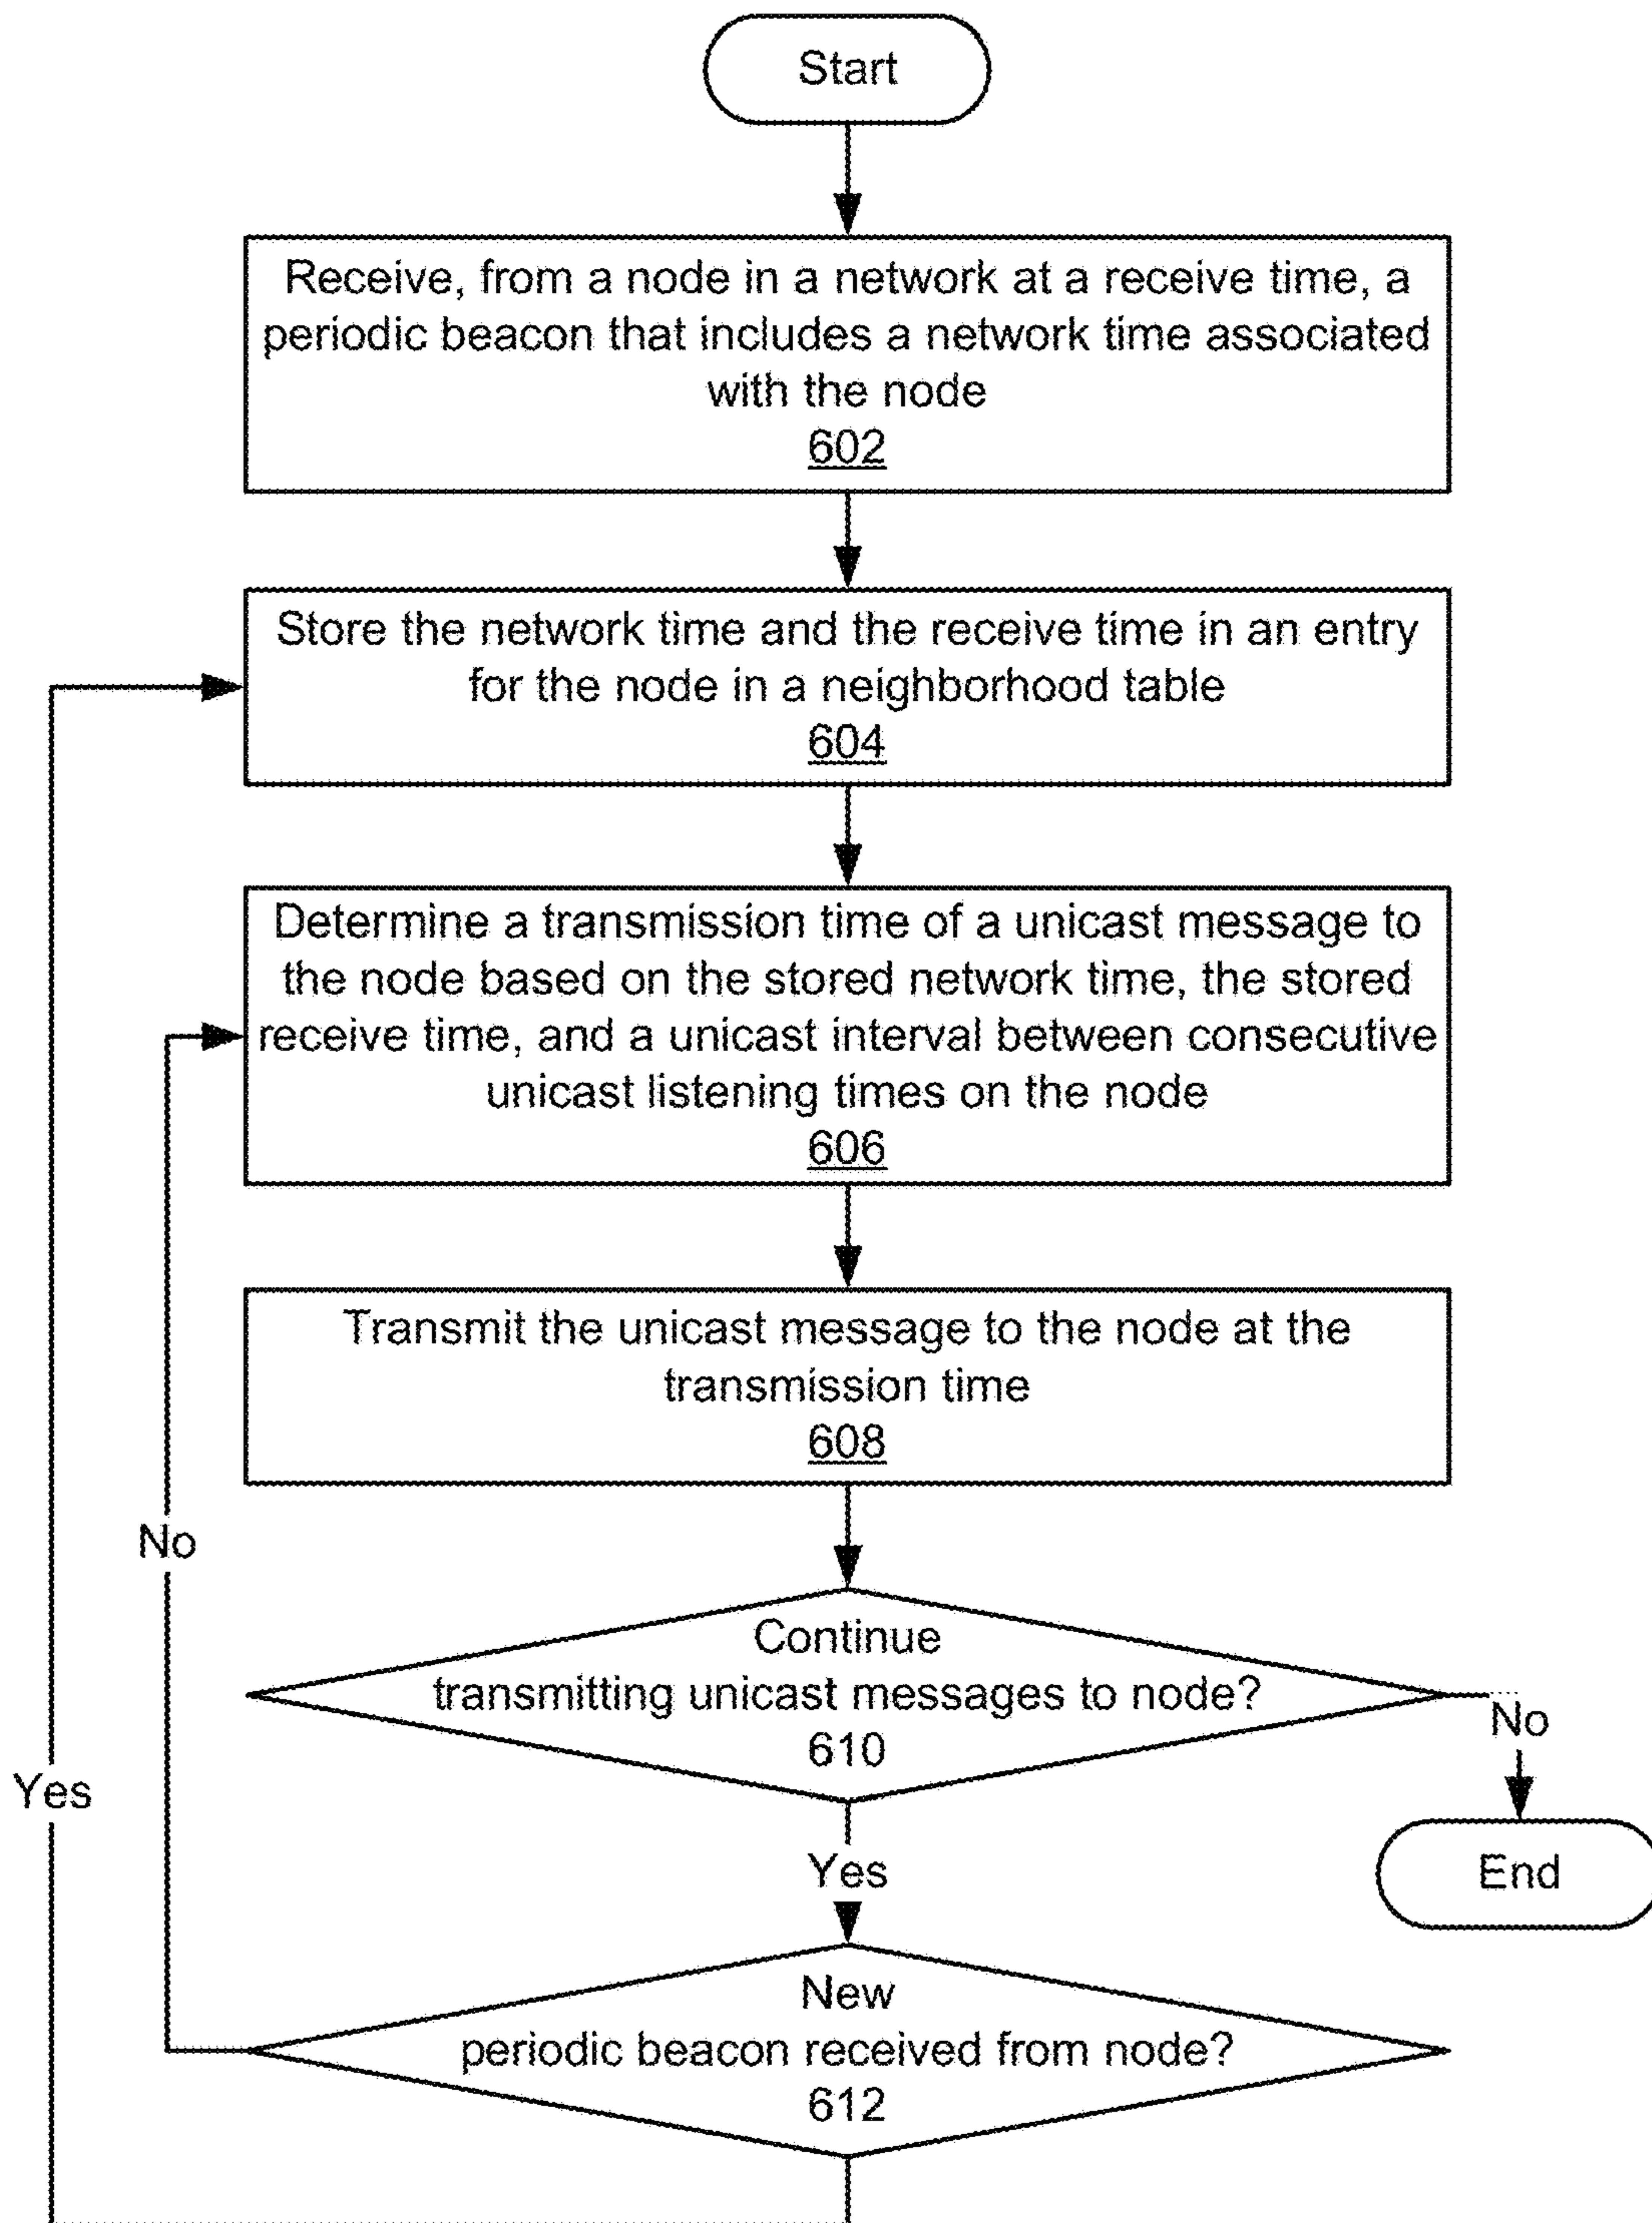 Start
Receive, from a node in a network at a receive time, a
periodic beacon that includes a network time associated
with the node
602
Store the network time and the receive time in an entry
for the node in a neighborhood table
604
Determine a transmission time of a unicast message to
the node based on the stored network time, the stored
receive time, and a unicast interval between consecutive
unicast listening times on the node
606
Transmit the unicast message to the node at the
transmission time
608
No
Continue
transmitting unicast messages to node?
610
No
Yes
Yes
End
New
periodic beacon received from node?
612